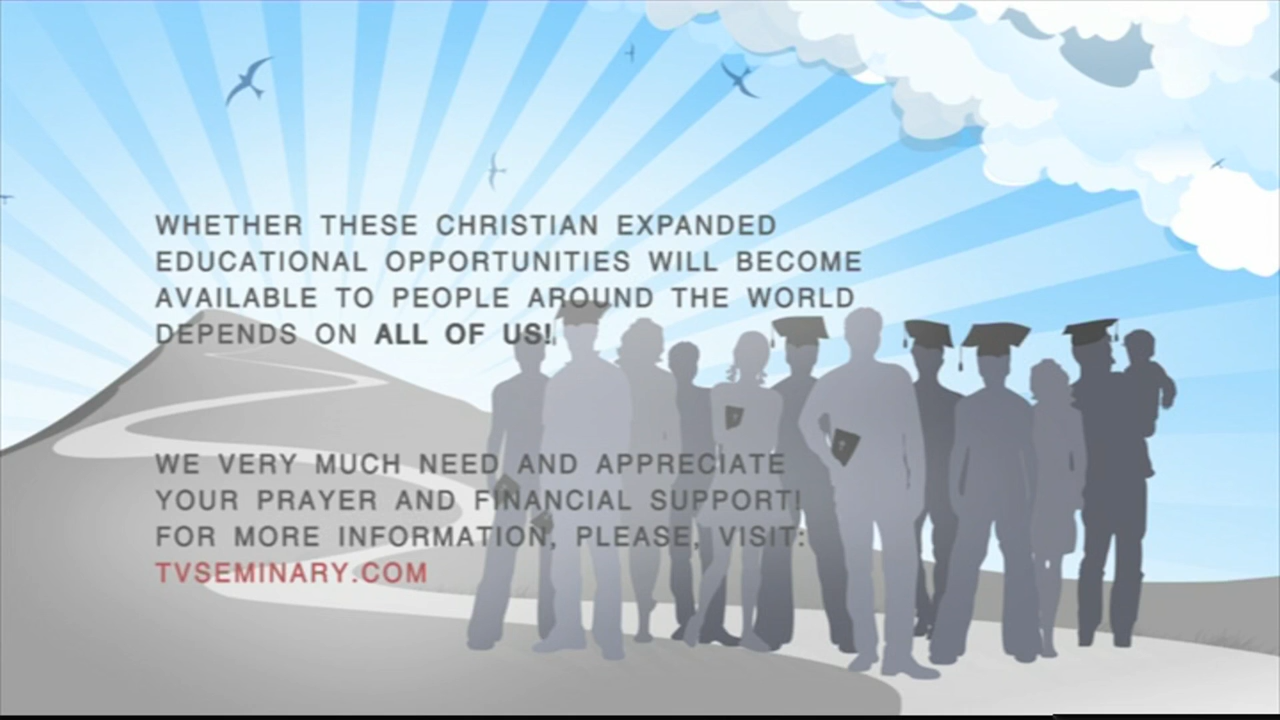 WHETHER THESE CHRISTIAN EXPANDED
EDUCATIONAL OPPORTUNITIES WILL BECOME
AVAILABLE TO PEOPLE AROUND THE WORLD
DEPENDS ON ALL OF US!
WE VERY MUCH NEED AND APPRECIATE
YOUR PRAYER AND FINANCIAL SUPPORT!
FOR MORE INFORMATION, PLEASE, VISIT:
TVSEMINARY.COM